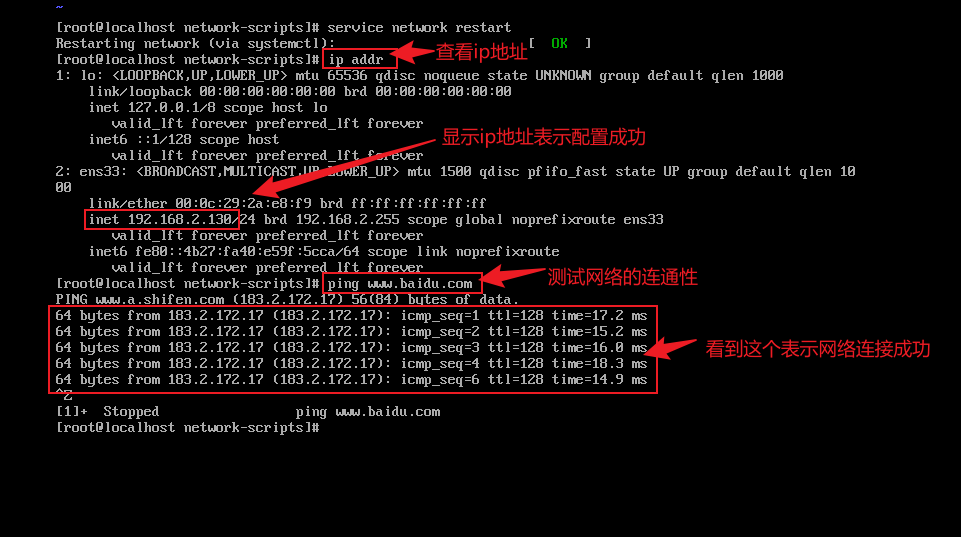 ~
[root@localhost network-scripts]# service network restart
Restarting network (via systemctl): [ OK ]
[root@localhost network-scripts]# ip addr 查看ip地址
1: lo: <LOOPBACK,UP,LOWER_UP> mtu 65536 qdisc noqueue state UNKNOWN group default qlen 1000
link/loopback 00:00:00:00:00:00 brd 00:00:00:00:00:00
inet 127.0.0.1/8 scope host lo
valid_lft forever preferred_lft forever
显示ip地址表示配置成功
inet6 ::1/128 scope host
valid_lft forever preferred_lft forever
2: ens33: <BROADCAST,MULTICAST,UP,LOWER_UP> mtu 1500 qdisc pfifo_fast state UP group default qlen 10
00
link/ether 00:0c:29:2a:e8:f9 brd ff:ff:ff:ff:ff:ff
inet 192.168.2.130/24 brd 192.168.2.255 scope global noprefixroute ens33
valid_lft forever preferred_lft forever
inet6 fe80::4b27:fa40:e59f:5cca/64 scope link noprefixroute
valid_lft forever preferred_lft forever
[root@localhost network-scripts]# ping www.baidu.com 测试网络的连通性
PING www.a.shifen.com (183.2.172.17) 56(84) bytes of data.
64 bytes from 183.2.172.17 (183.2.172.17): icmp_seq=1 ttl=128 time=17.2 ms
64 bytes from 183.2.172.17 (183.2.172.17): icmp_seq=2 ttl=128 time=15.2 ms
64 bytes from 183.2.172.17 (183.2.172.17): icmp_seq=3 ttl=128 time=16.0 ms 看到这个表示网络连接成功
64 bytes from 183.2.172.17 (183.2.172.17): icmp_seq=4 ttl=128 time=18.3 ms
64 bytes from 183.2.172.17 (183.2.172.17): icmp_seq=6 ttl=128 time=14.9 ms
^Z
[1]+ Stopped ping www.baidu.com
[root@localhost network-scripts]#